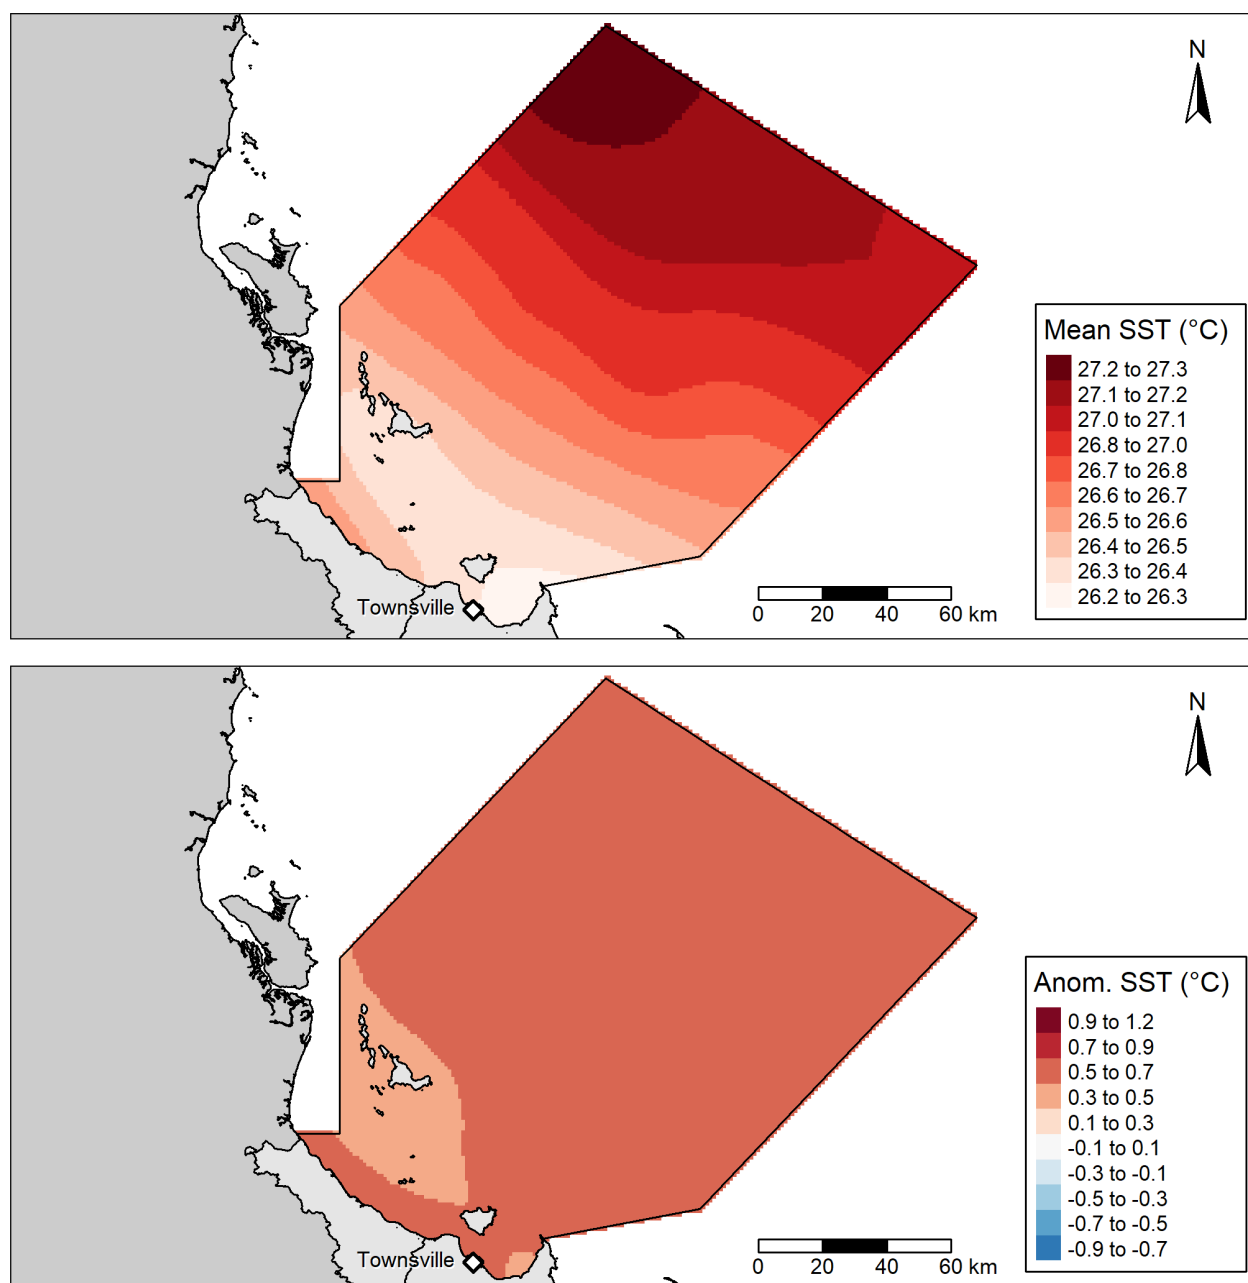 N
Mean SST (°C)
27.2 to 27.3
27.1 to 27.2
27.0 to 27.1
26.8 to 27.0
26.7 to 26.8
26.6 to 26.7
26.5 to 26.6
26.4 to 26.5
26.3 to 26.4
26.2 to 26.3
Townsville
0 20 40 60 km
N
Anom. SST (°C)
0.9 to 1.2
0.7 to 0.9
0.5 to 0.7
0.3 to 0.5
0.1 to 0.3
-0.1 to 0.1
-0.3 to -0.1
-0.5 to -0.3
-0.7 to -0.5
-0.9 to -0.7
Townsville
0 20 40 60 km